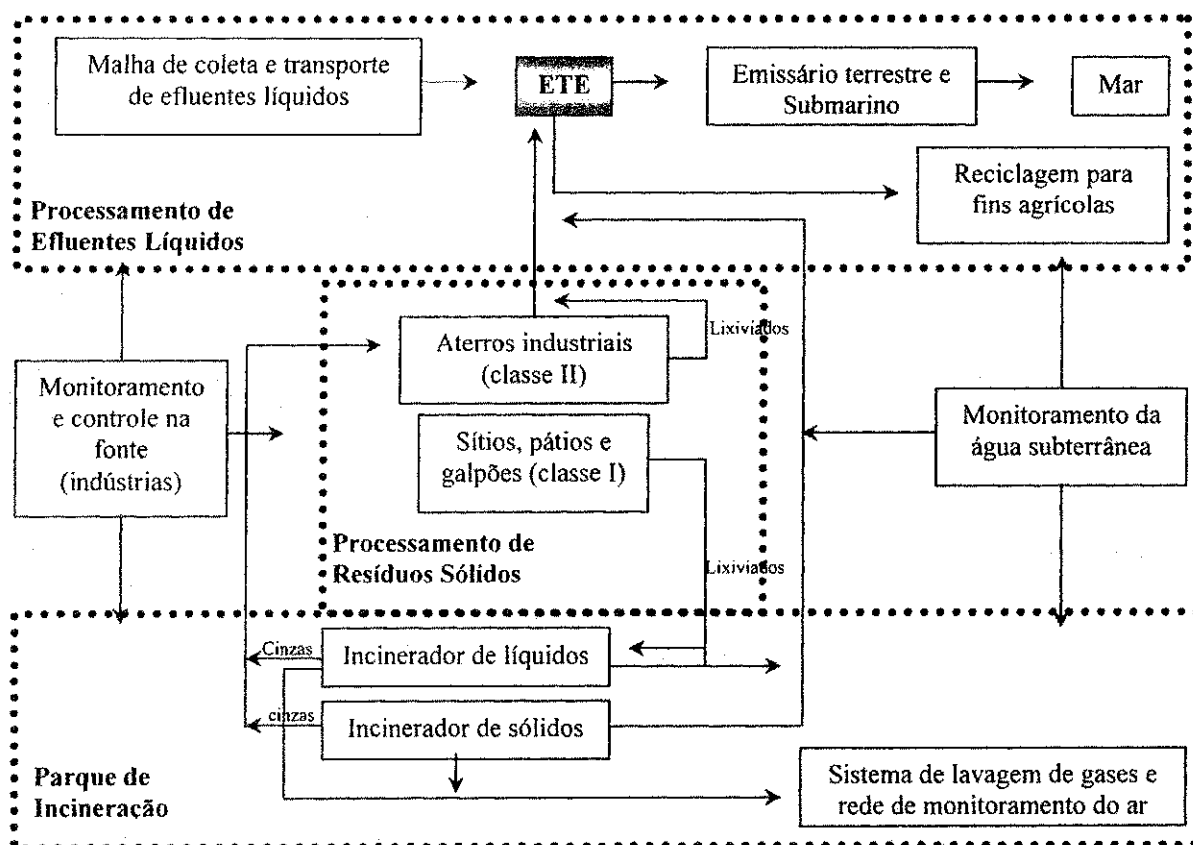 Malha de coleta e transporte
de efluentes líquidos
ETE
Emissário terrestre e
Submarino
Mar
Reciclagem para
fins agrícolas
Processamento de
Efluentes Líquidos
Lixiviados
Aterros industriais
(classe II)
Monitoramento
e controle na
fonte
(indústrias)
Sítios, pátios e
galpões (classe I)
Monitoramento da
água subterrânea
Processamento de
Resíduos Sólidos
Lixiviados
Cinzas
Incinerador de líquidos
cinzas
Incinerador de sólidos
Parque de
Incineração
Sistema de lavagem de gases e
rede de monitoramento do ar